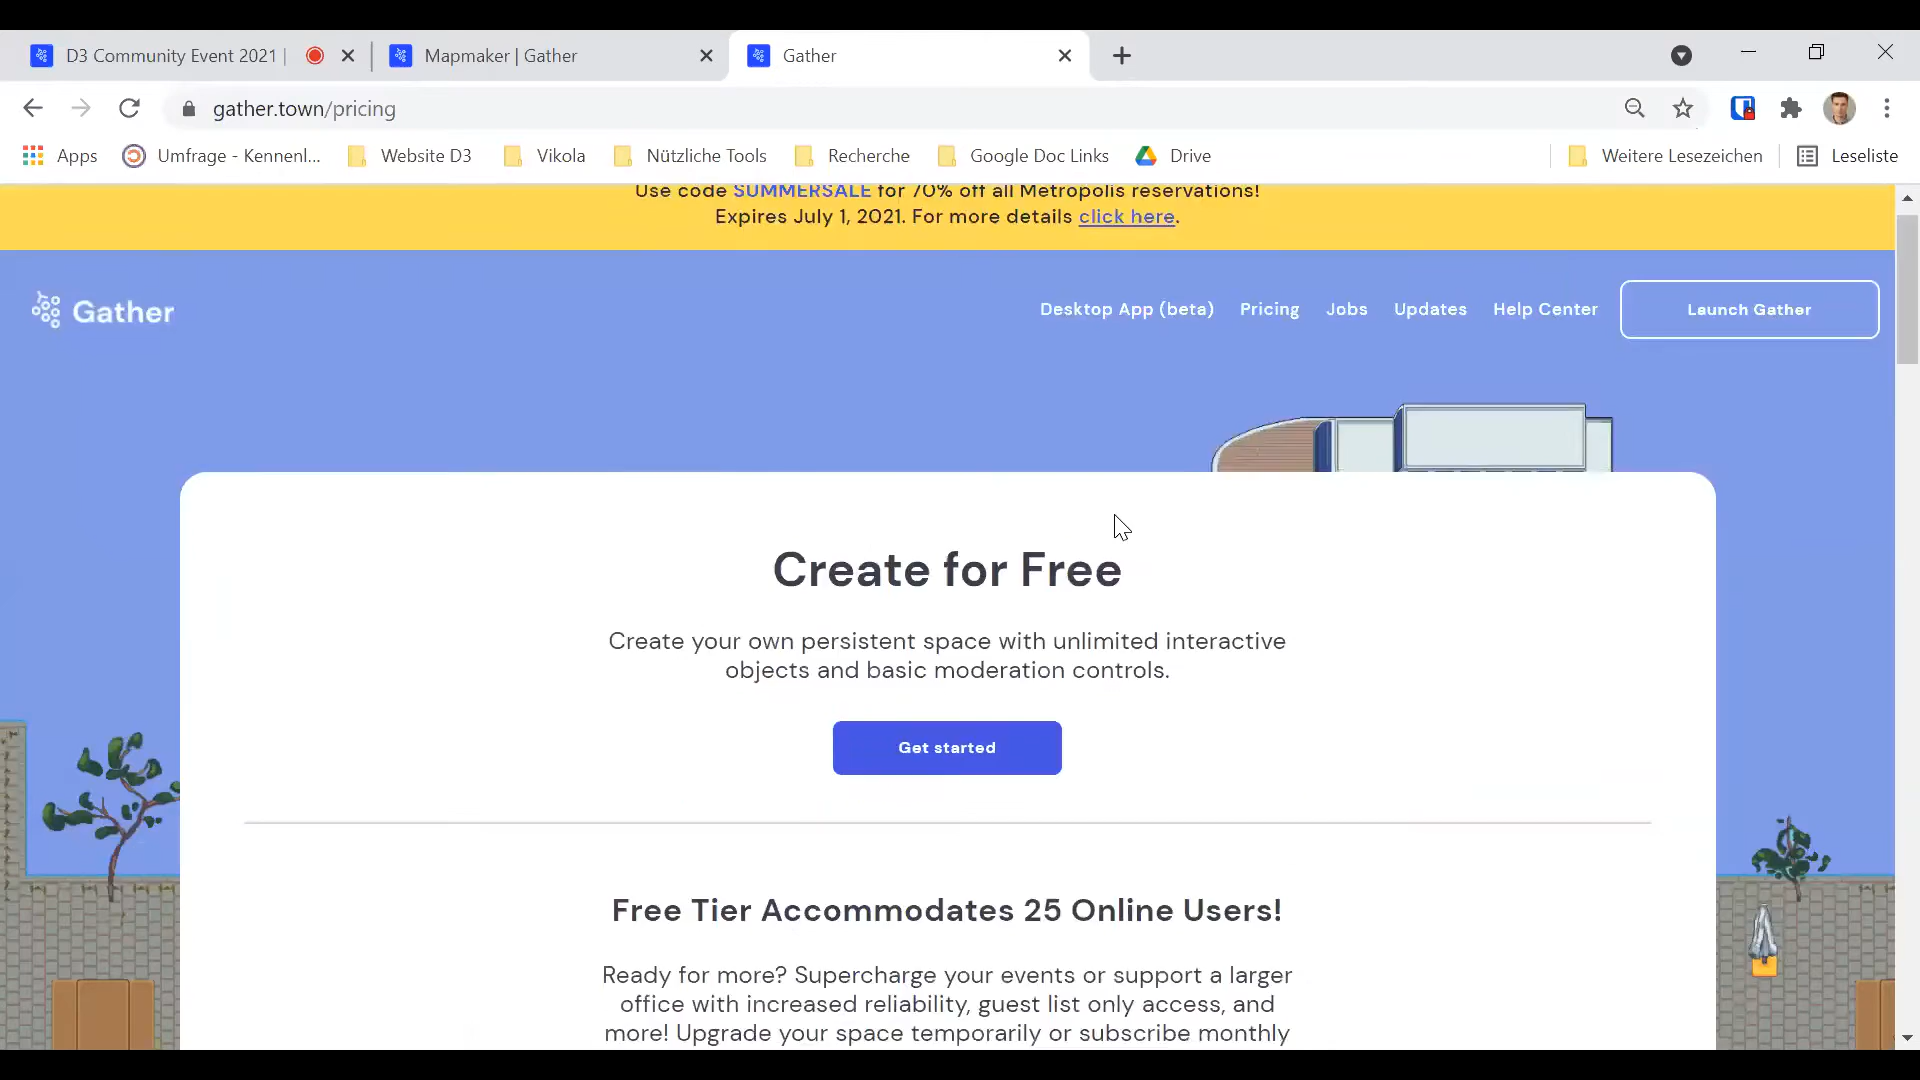 D3 Community Event 2021 |
Mapmaker | Gather
Gather
gather.town/pricing
Apps
Umfrage - Kennenl...
Website D3
Vikola
Nützliche Tools
Recherche
Google Doc Links
Drive
Weitere Lesezeichen
Leseliste
Use code SUMMERSALE for 70% off all Metropolis reservations!
Expires July 1, 2021. For more details click here.
Gather
Desktop App (beta)
Pricing
Jobs
Updates
Help Center
Launch Gather
Create for Free
Create your own persistent space with unlimited interactive
objects and basic moderation controls.
Get started
Free Tier Accommodates 25 Online Users!
Ready for more? Supercharge your events or support a larger
office with increased reliability, guest list only access, and
more! Upgrade your space temporarily or subscribe monthly